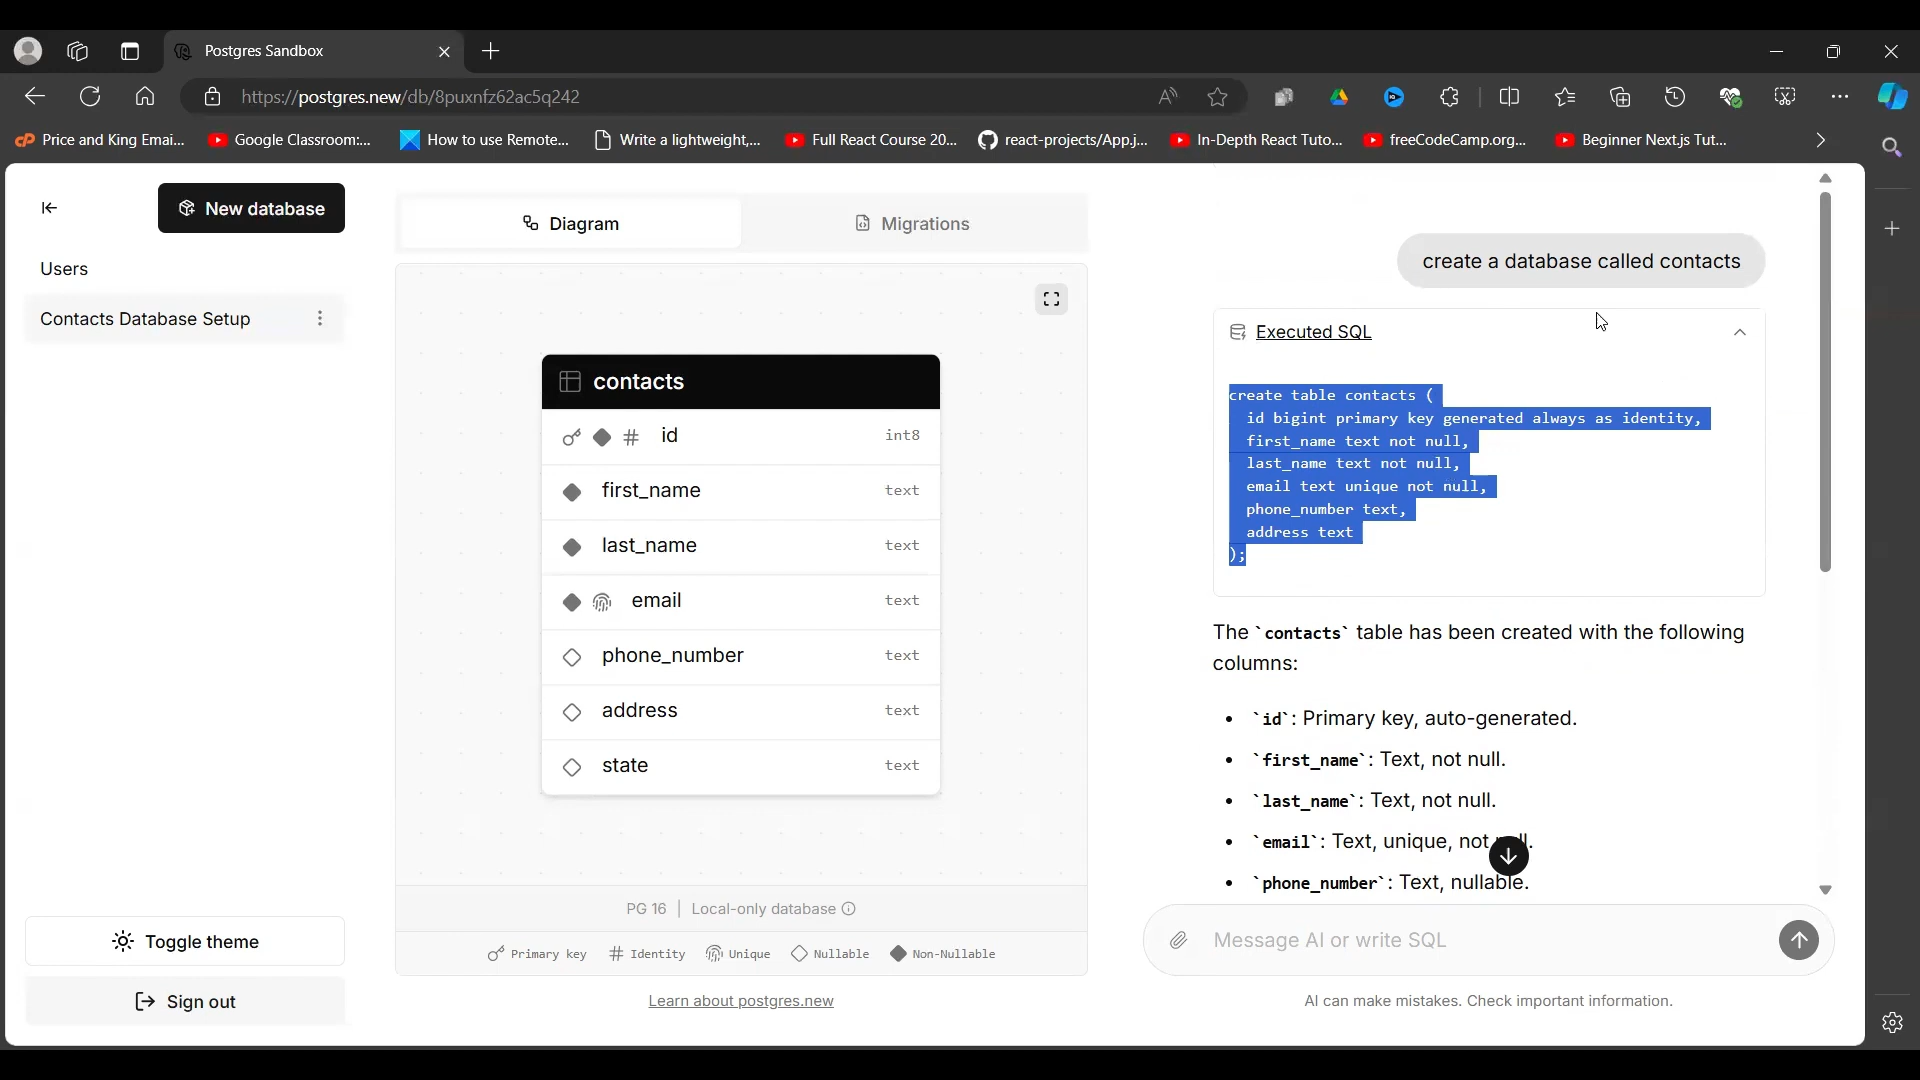 Postgres Sandbox
https://postgres.new/db/8puxnfz62ac5q242
Price and King Emai...
Google Classroom:...
How to use Remote...
Write a lightweight,...
Full React Course 20...
react-projects/App.j...
In-Depth React Tuto...
freeCodeCamp.org...
Beginner Next.js Tut...
New database
Users
Contacts Database Setup
Toggle theme
Sign out
Diagram
Migrations
contacts
id int8
first_name text
last_name text
email text
phone_number text
address text
state text
PG 16 | Local-only database
Primary key Identity Unique Nullable Non-Nullable
Learn about postgres.new
create a database called contacts
Executed SQL
create table contacts (
id bigint primary key generated always as identity,
first_name text not null,
last_name text not null,
email text unique not null,
phone_number text,
address text
);
The `contacts` table has been created with the following
columns:
• `id`: Primary key, auto-generated.
• `first_name`: Text, not null.
• `last_name`: Text, not null.
• `email`: Text, unique, not
• `phone_number`: Text, nullable.
Message AI or write SQL
AI can make mistakes. Check important information.